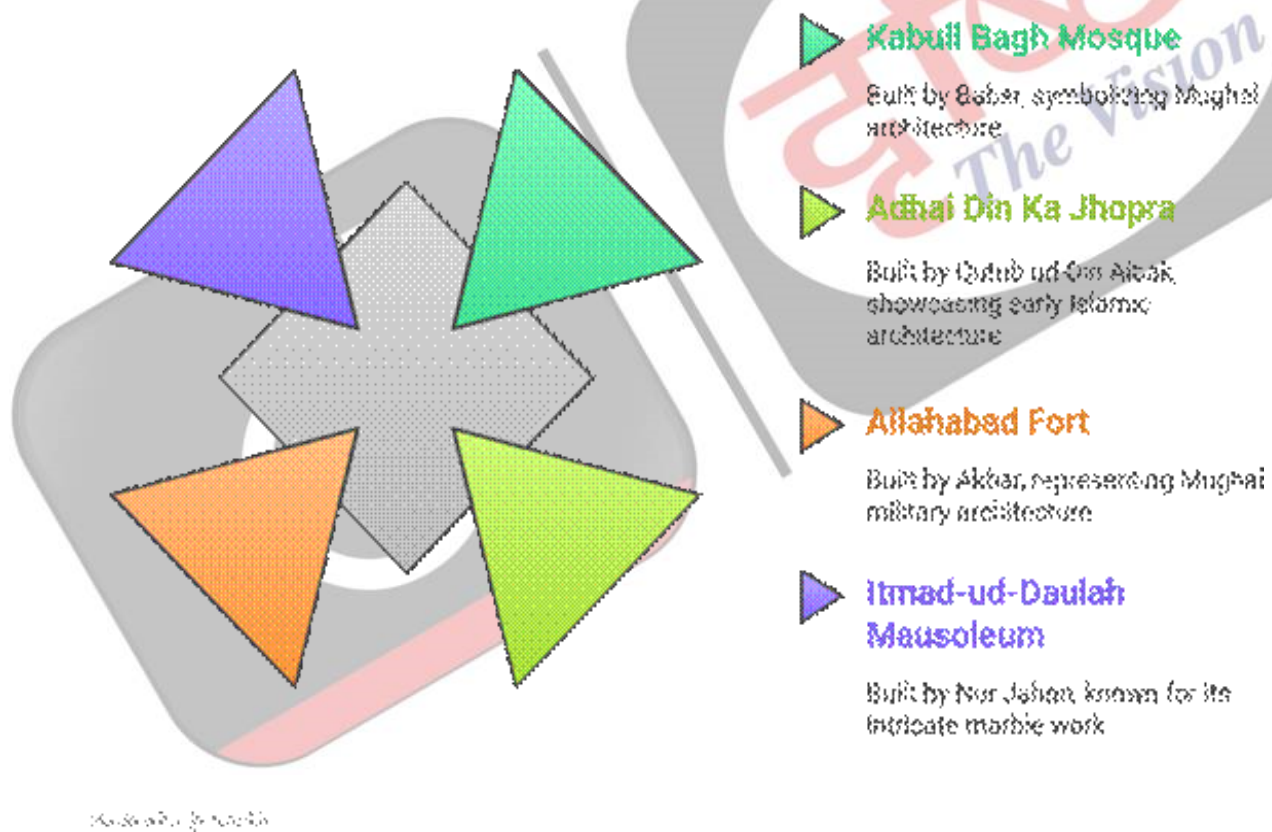 Kabull Bagh Mosque
Built by Babar, symbolizing Mughal
architecture
The Vision
Adhai Din Ka Jhopra
Built by Qutub ud-Din Aibak,
showcasing early Islamic
architecture
Allahabad Fort
Built by Akbar, representing Mughal
military architecture
Itmad-ud-Daulah
Mausoleum
Built by Nur Jahan, known for its
intricate marble work